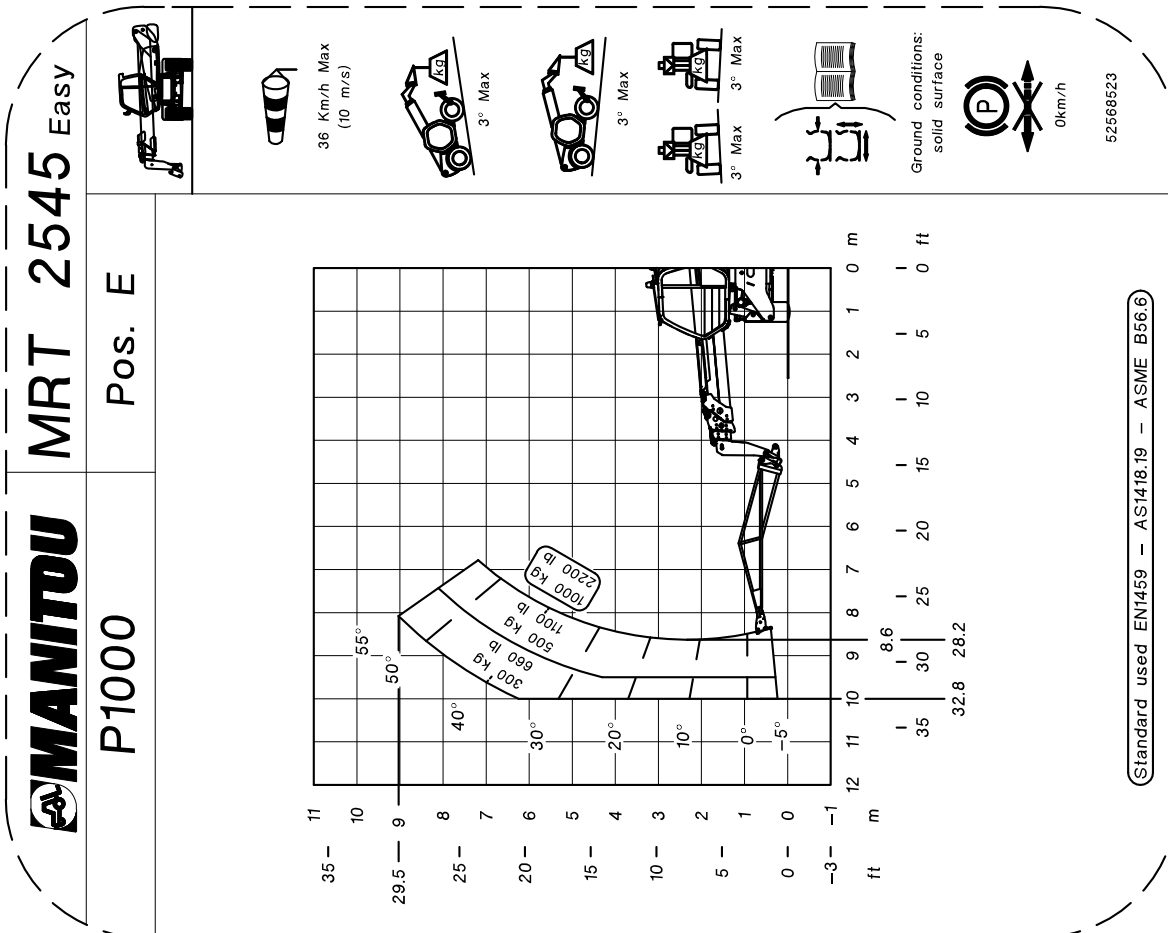 MANITOU
MRT 2545 Easy
P1000
Pos. E
36 Km/h Max
(10 m/s)
kg
3° Max
kg
3° Max
kg
3° Max
kg
3° Max
Ground conditions:
solid surface
P
0km/h
52568523
35
29.5
25
20
15
10
5
0
-3
ft
11
10
9
8
7
6
5
4
3
2
1
0
-1
m
55°
50°
40°
30°
20°
10°
0°
-5°
300 kg
660 lb
500 kg
1100 lb
1000 kg
2200 lb
12
11
10
9
8
7
6
5
4
3
2
1
0
m
8.6
35
30
25
20
15
10
5
0
ft
32.8
28.2
Standard used EN1459 - AS1418.19 - ASME B56.6